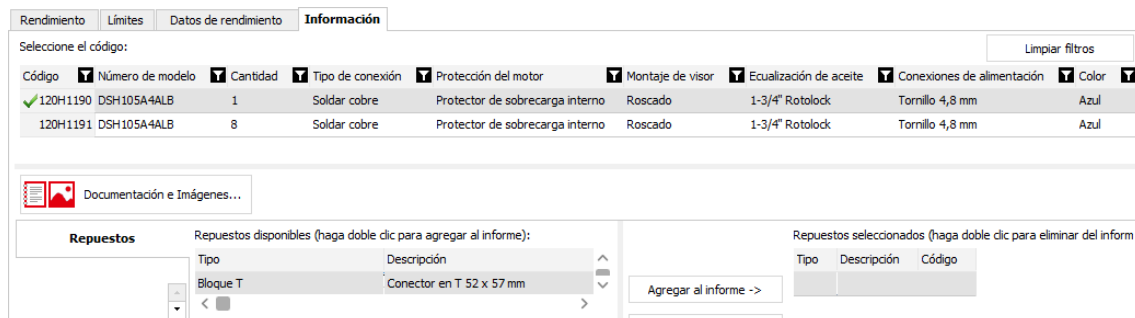 Rendimiento Límites Datos de rendimiento Información
Seleccione el código:
Limpiar filtros
Código Número de modelo Cantidad Tipo de conexión Protección del motor Montaje de visor Ecualización de aceite Conexiones de alimentación Color
120H1190 DSH105A4ALB 1 Soldar cobre Protector de sobrecarga interno Roscado 1-3/4" Rotolock Tornillo 4,8 mm Azul
120H1191 DSH105A4ALB 8 Soldar cobre Protector de sobrecarga interno Roscado 1-3/4" Rotolock Tornillo 4,8 mm Azul
Documentación e Imágenes...
Repuestos
Repuestos disponibles (haga doble clic para agregar al informe):
Tipo Descripción
Bloque T Conector en T 52 x 57 mm
Agregar al informe ->
Repuestos seleccionados (haga doble clic para eliminar del inform
Tipo Descripción Código